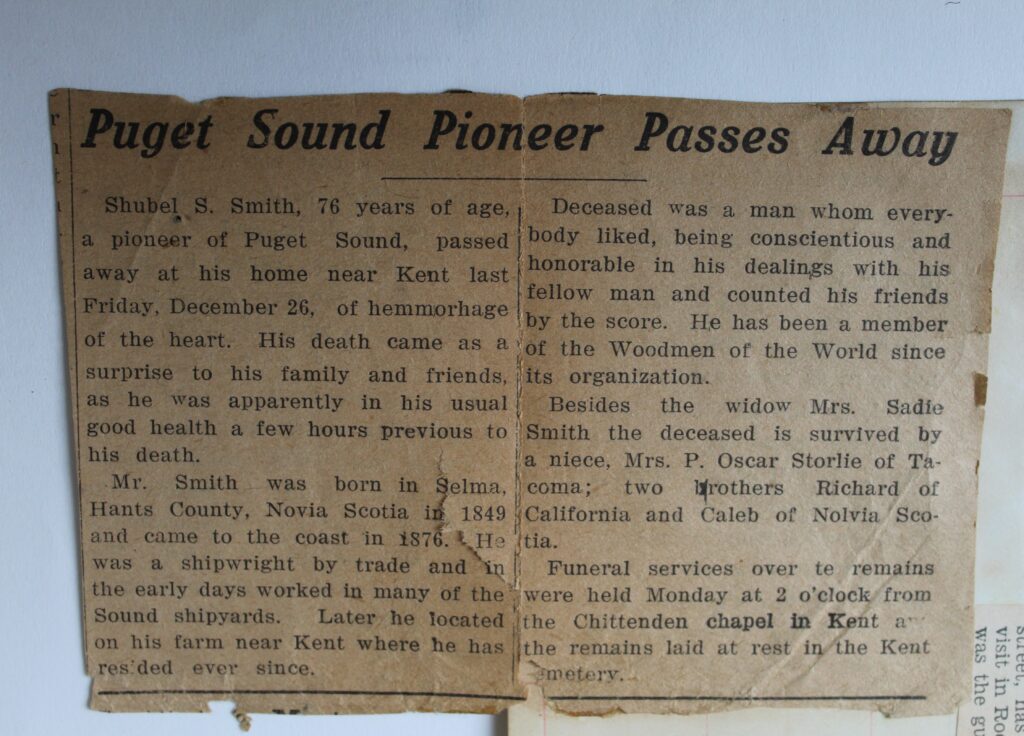 Puget Sound Pioneer Passes Away
Shubel S. Smith, 76 years of age,
a pioneer of Puget Sound, passed
away at his home near Kent last
Friday, December 26, of hemmorhage
of the heart. His death came as a
surprise to his family and friends,
as he was apparently in his usual
good health a few hours previous to
his death.
Mr. Smith was born in Selma,
Hants County, Novia Scotia in 1849
and came to the coast in 1876. He
was a shipwright by trade and in
the early days worked in many of the
Sound shipyards. Later he located
on his farm near Kent where he has
resided ever since.
Deceased was a man whom every-
body liked, being conscientious and
honorable in his dealings with his
fellow man and counted his friends
by the score. He has been a member
of the Woodmen of the World since
its organization.
Besides the widow Mrs. Sadie
Smith the deceased is survived by
a niece, Mrs. P. Oscar Storlie of Ta-
coma; two brothers Richard of
California and Caleb of Nolvia Sco-
tia.
Funeral services over te remains
were held Monday at 2 o'clock from
the Chittenden chapel in Kent
the remains laid at rest in the Kent
emetery.
street, has
visit in Ro
was the gu